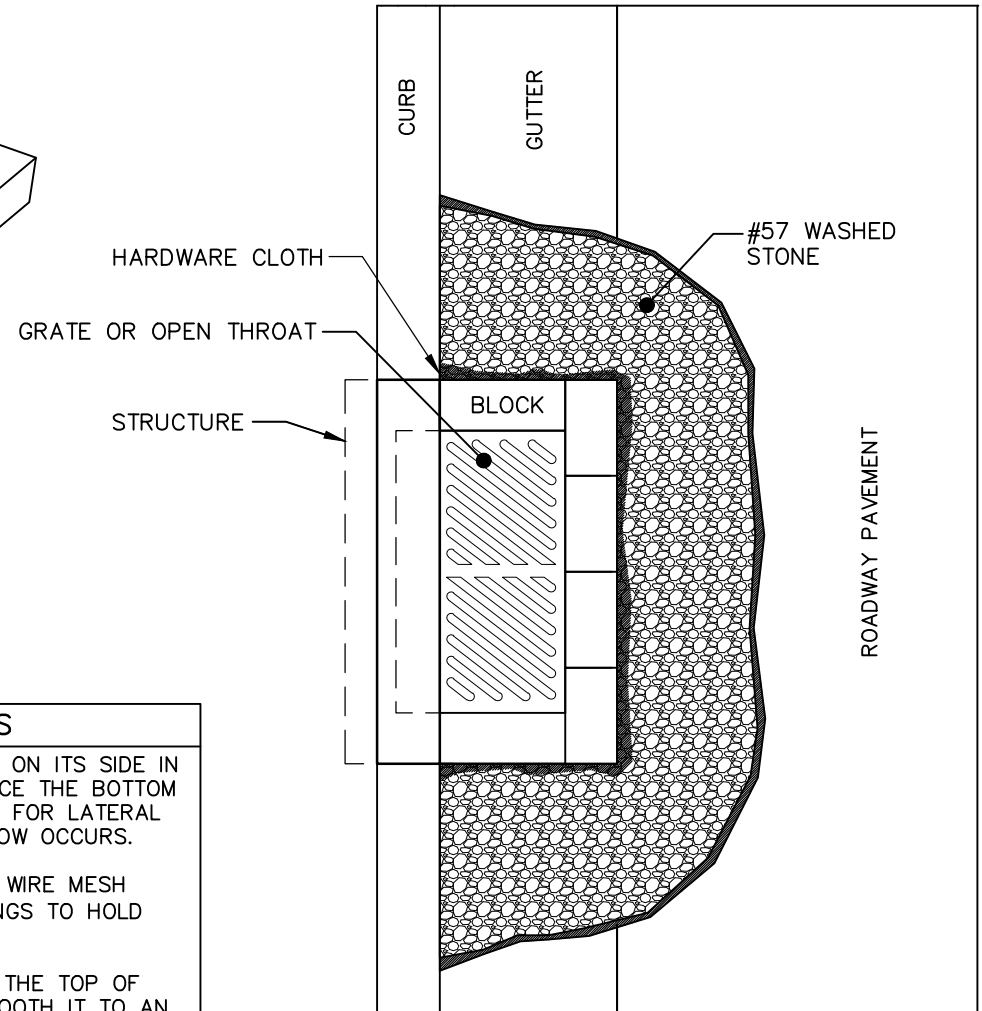 CURB
GUTTER
#57 WASHED
STONE
HARDWARE CLOTH
GRATE OR OPEN THROAT
STRUCTURE
BLOCK
ROADWAY PAVEMENT
S
ON ITS SIDE IN
CE THE BOTTOM
FOR LATERAL
OW OCCURS.
WIRE MESH
NGS TO HOLD
THE TOP OF
OOTH IT TO AN